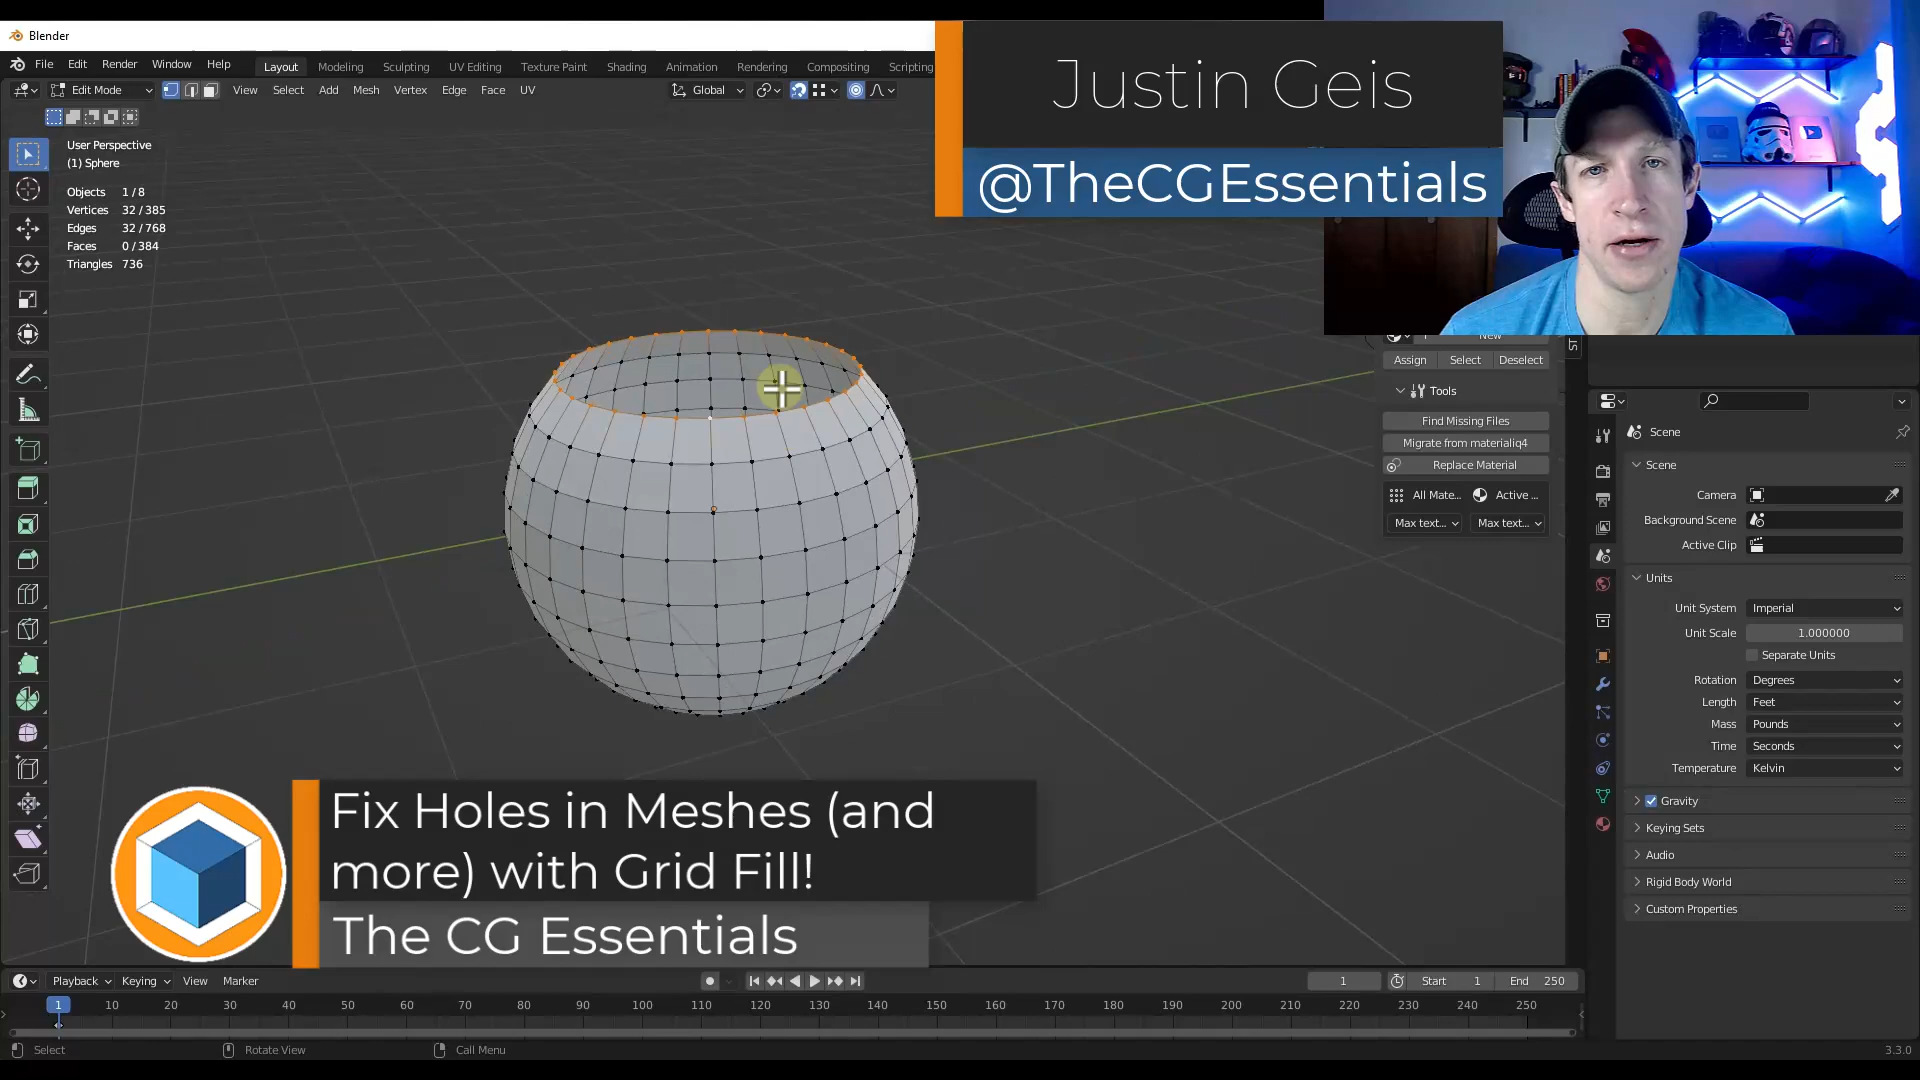 Blender
File Edit Render Window Help
Layout Modeling Sculpting UV Editing Texture Paint Shading Animation Rendering Compositing Scripting
Edit Mode
View Select Add Mesh Vertex Edge Face UV
Global
Justin Geis
@TheCGEssentials
User Perspective
(1) Sphere
Objects 1 / 8
Vertices 32 / 385
Edges 32 / 768
Faces 0 / 384
Triangles 736
New
Assign Select Deselect
Tools
Find Missing Files
Migrate from materialiq4
Replace Material
All Mate... Active ...
Max text... Max text...
ST
Scene
Scene
Camera
Background Scene
Active Clip
Units
Unit System Imperial
Unit Scale 1.000000
Separate Units
Rotation Degrees
Length Feet
Mass Pounds
Time Seconds
Temperature Kelvin
Gravity
Keying Sets
Audio
Rigid Body World
Custom Properties
Fix Holes in Meshes (and
more) with Grid Fill!
The CG Essentials
Playback Keying View Marker
1 Start 1 End 250
1 10 20 30 40 50 60 70 80 90 100 110 120 130 140 150 160 170 180 190 200 210 220 230 240 250
Select Rotate View Call Menu
3.3.0